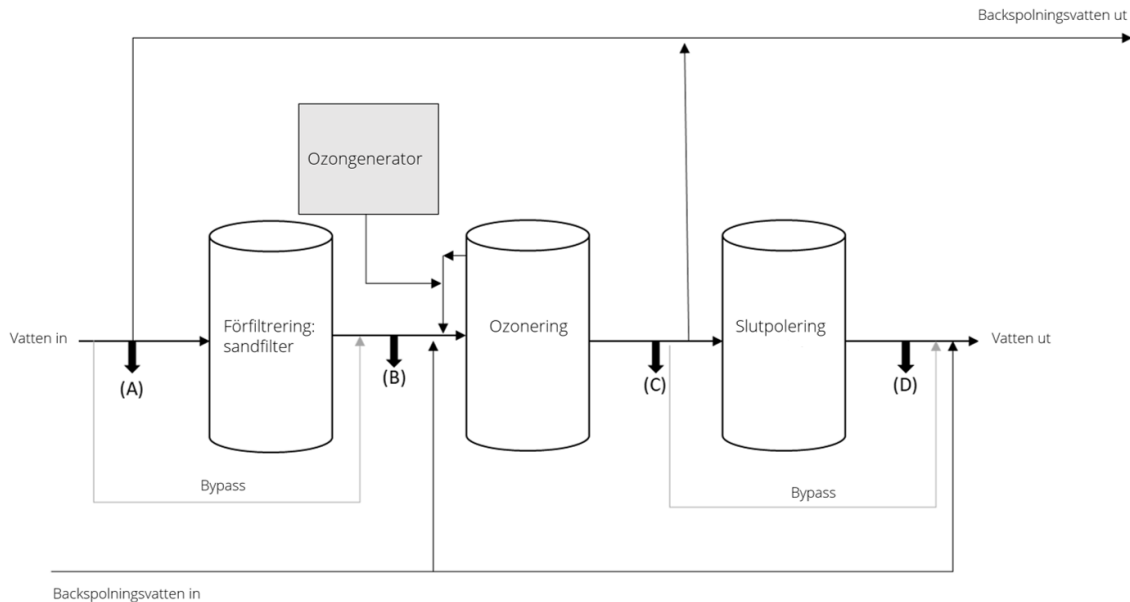 Backspolningsvatten ut
Ozongenerator
Vatten in
Förfiltrering:
sandfilter
Ozonering
Slutpolering
Vatten ut
(A)
(B)
(C)
(D)
Bypass
Bypass
Backspolningsvatten in